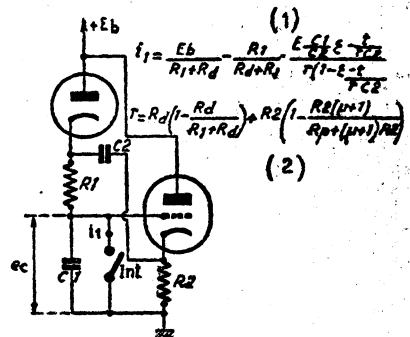 +Eb
(1)
i1 = Eb/(R1+Rd) - R1/(Rd+Rd) - (E-C1/C2 ε -t/rC2)/(r(1-ε-t/rC2)
r=Rd(1-Rd/(R1+Rd))+R2(1-R2(μ+1)/(Rp+(μ+1)R2))
(2)
C2
R1
i1
ec
C1
Int
R2